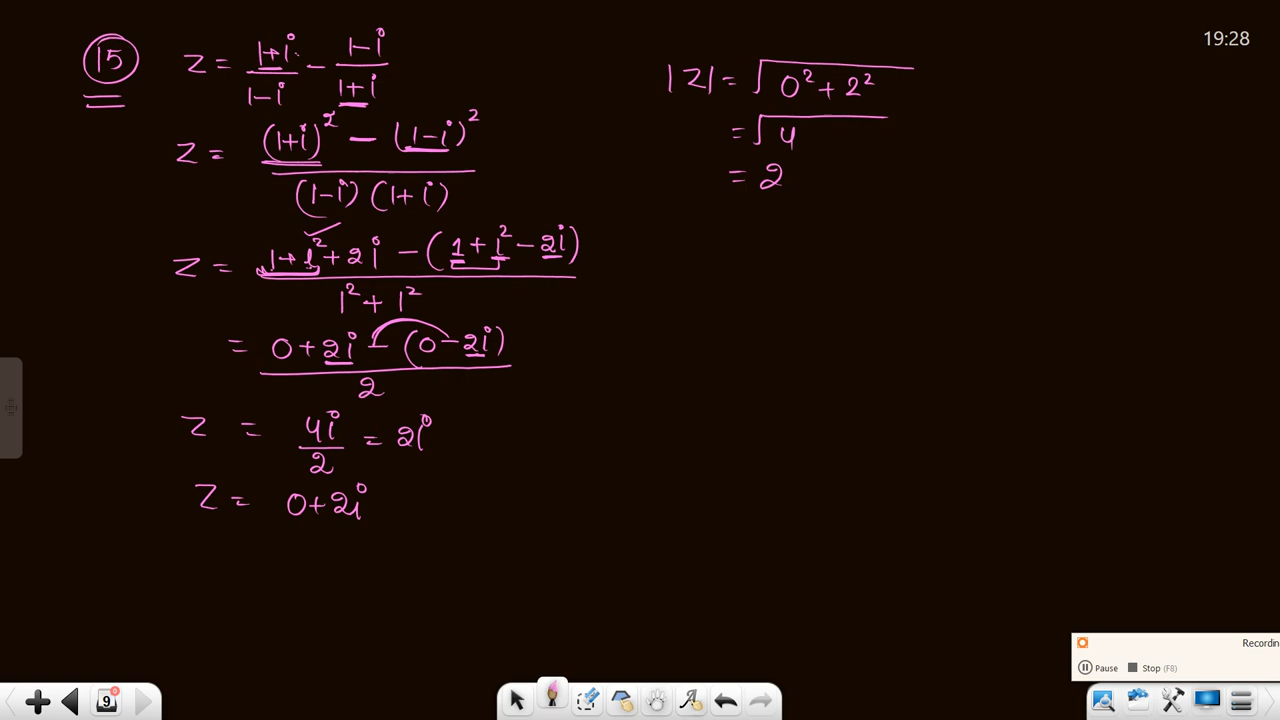 19:28
15 z = 1+i/1-i - 1-i/1+i
z = (1+i)² - (1-i)² / (1-i)(1+i)
z = 1+i²+2i - (1+i²-2i) / 1²+1²
= 0+2i - (0-2i) / 2
z = 4i/2 = 2i
z = 0+2i
|z| = √0²+2²
= √4
= 2
Recordin
Pause Stop (F8)
9 0